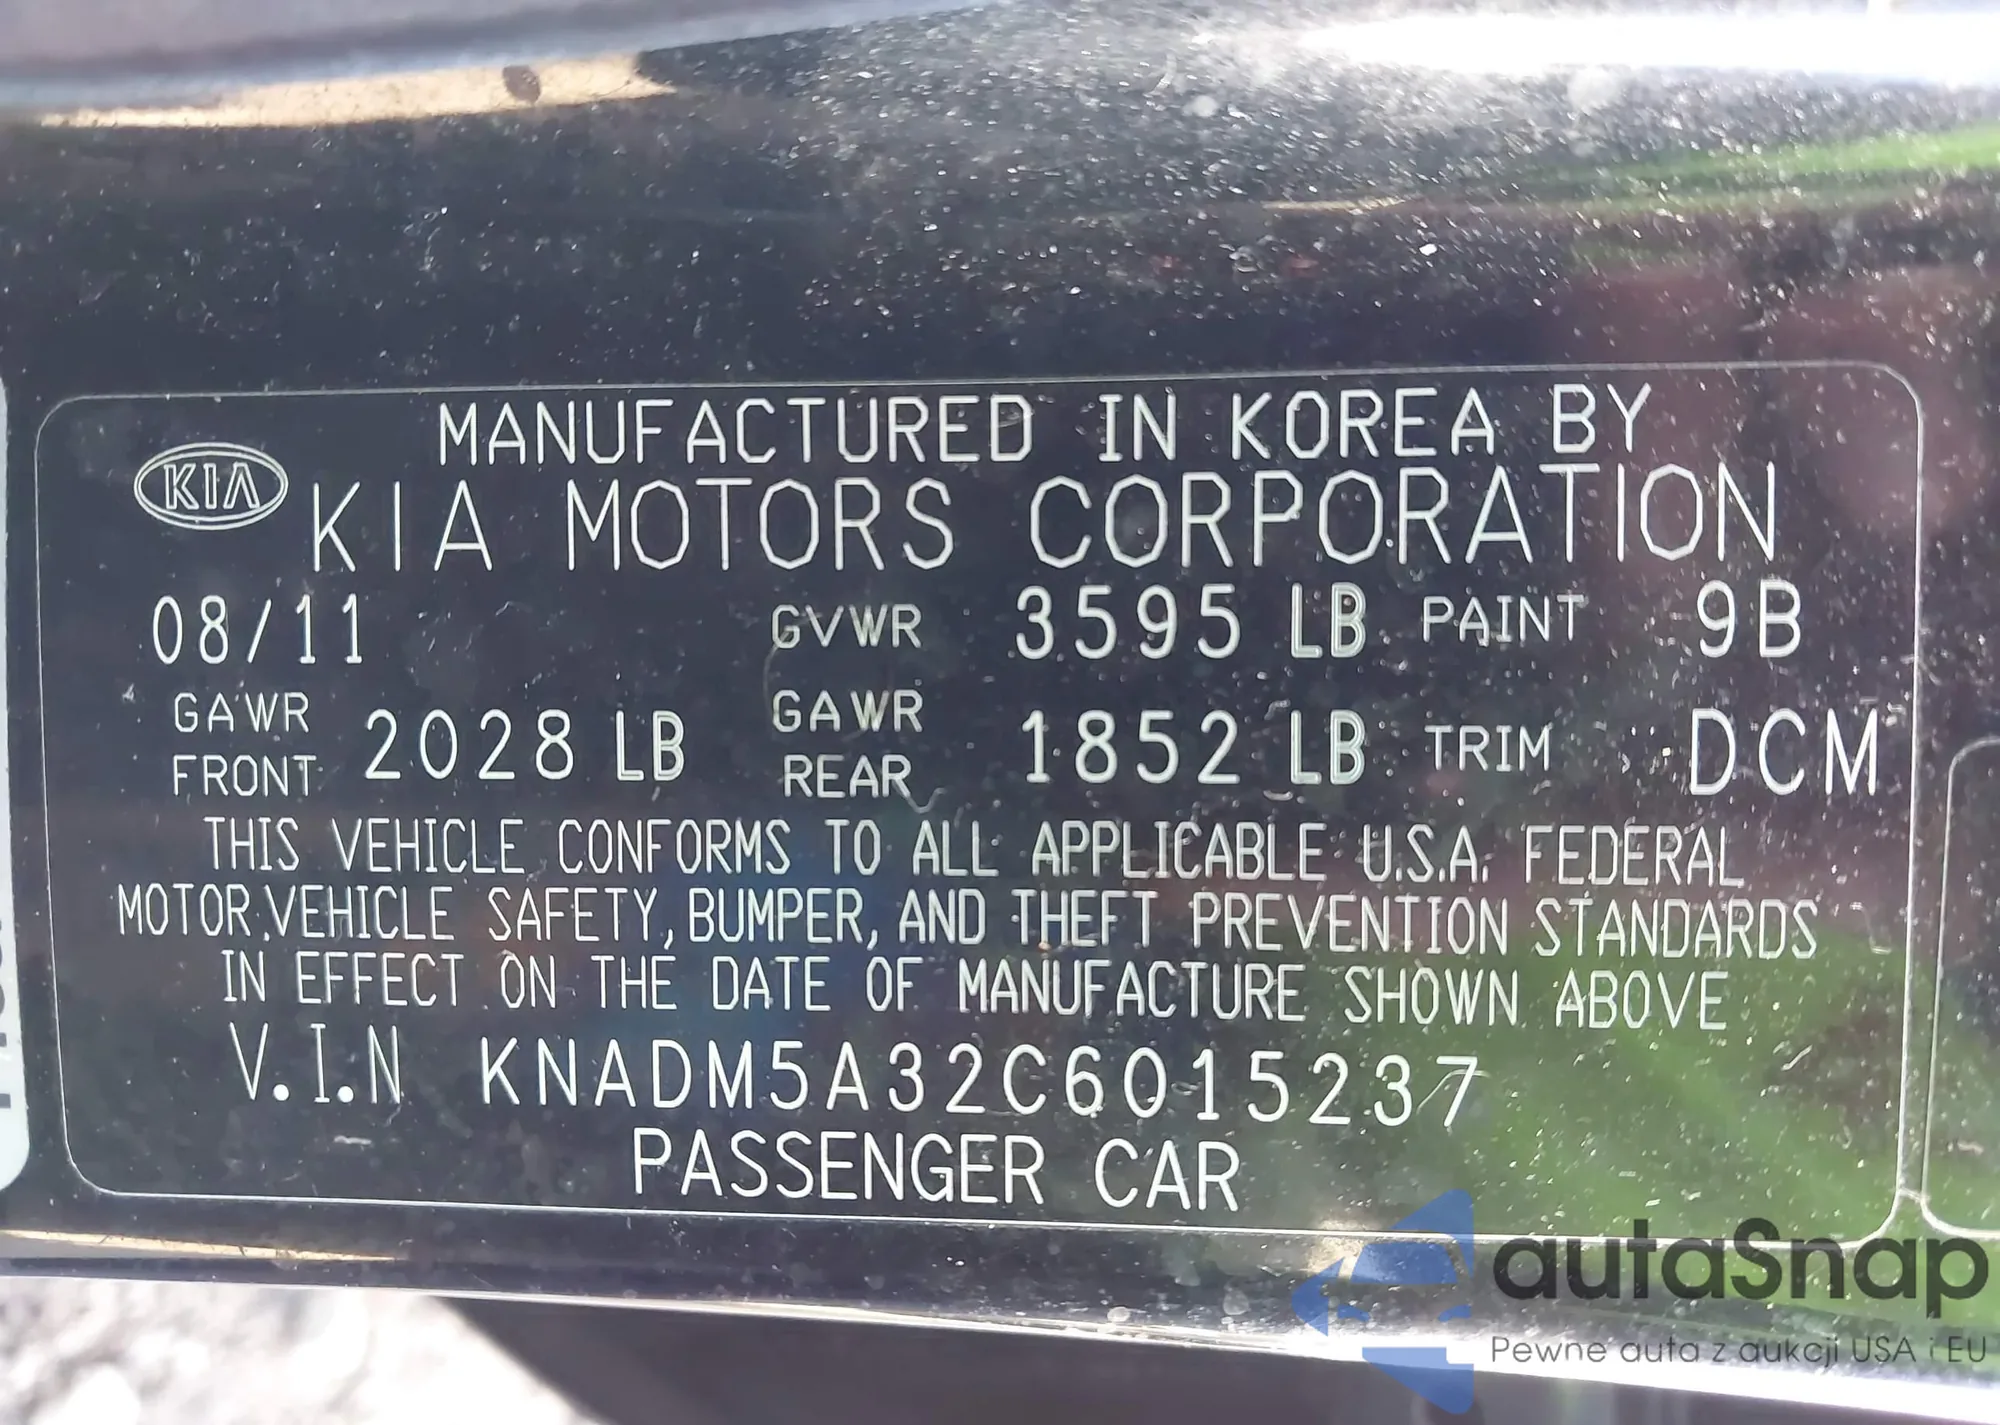 MANUFACTURED IN KOREA BY
KIA KIA MOTORS CORPORATION
08/11 GVWR 3595 LB PAINT 9B
GAWR FRONT 2028 LB GAWR REAR 1852 LB TRIM DCM
THIS VEHICLE CONFORMS TO ALL APPLICABLE U.S.A. FEDERAL
MOTOR VEHICLE SAFETY, BUMPER, AND THEFT PREVENTION STANDARDS
IN EFFECT ON THE DATE OF MANUFACTURE SHOWN ABOVE
V.I.N KNADM5A32C6015237
PASSENGER CAR
autaSnap
Pewne auta z aukcji USA i EU